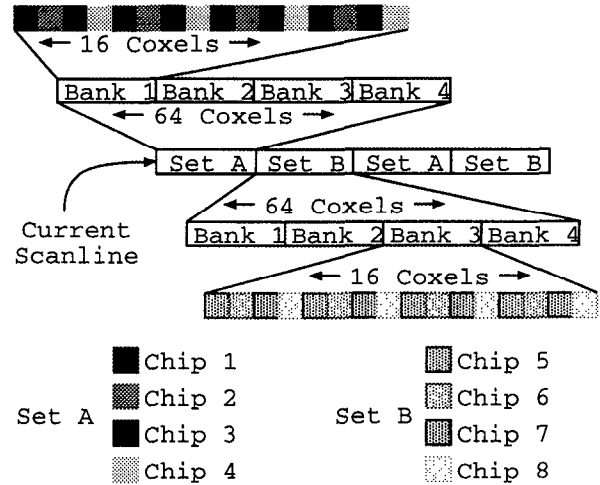 16 Coxels
Bank 1 Bank 2 Bank 3 Bank 4
64 Coxels
Set A Set B Set A Set B
64 Coxels
Current
Scanline
Bank 1 Bank 2 Bank 3 Bank 4
16 Coxels
Set A
Chip 1
Chip 2
Chip 3
Chip 4
Set B
Chip 5
Chip 6
Chip 7
Chip 8